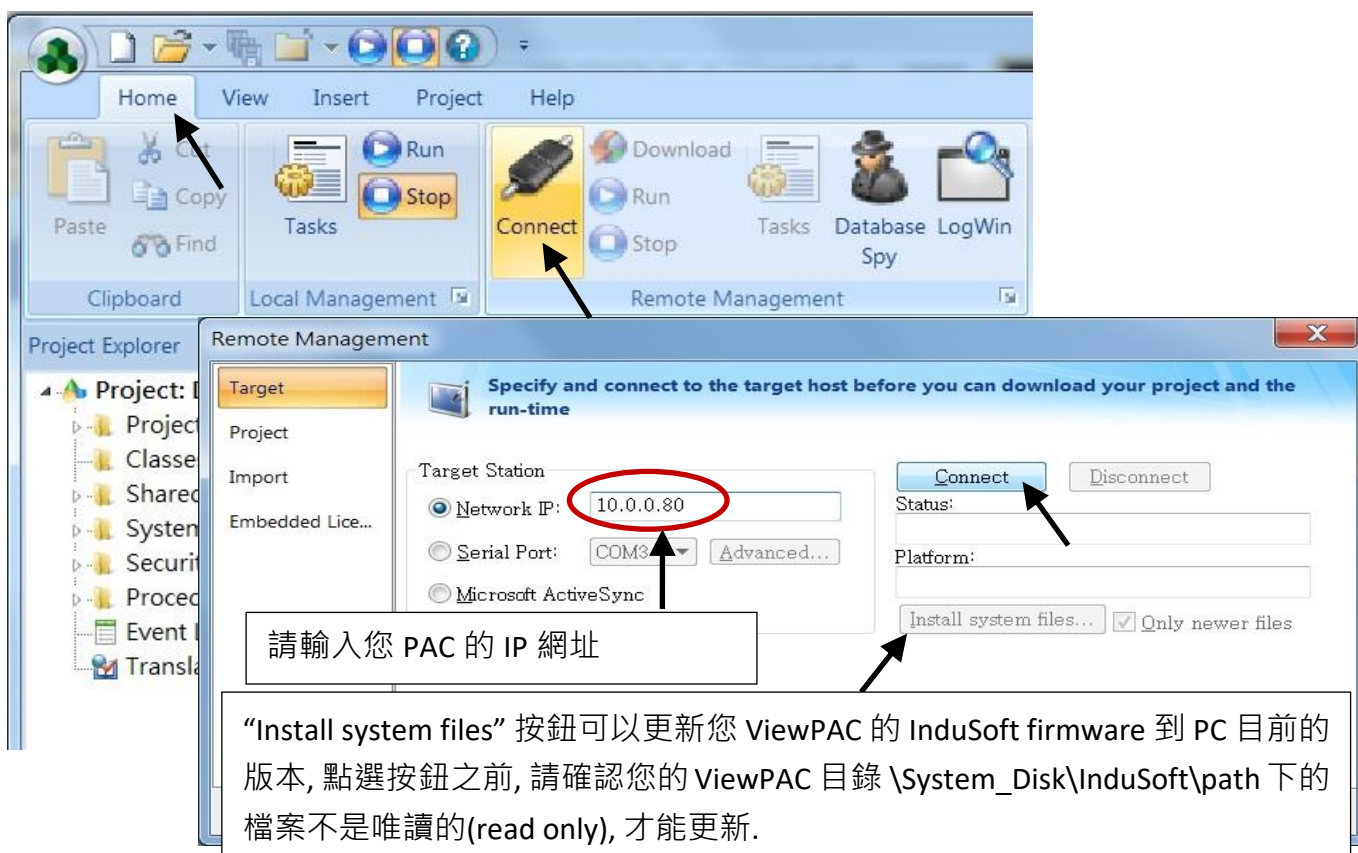 Home View Insert Project Help
Cut
Copy
Find
Paste
Clipboard
Tasks
Run
Stop
Local Management
Connect
Download
Run
Stop
Tasks
Database Spy
LogWin
Remote Management
Project Explorer
Project:
Project
Classe
Shared
System
Securit
Proced
Event
Transla
Remote Management
Target
Project
Import
Embedded Lice...
Specify and connect to the target host before you can download your project and the
run-time
Target Station
Network IP: 10.0.0.80
Serial Port: COM3 Advanced...
Microsoft ActiveSync
Connect Disconnect
Status:
Platform:
Install system files... Only newer files
請輸入您 PAC 的 IP 網址
“Install system files” 按鈕可以更新您 ViewPAC 的 InduSoft firmware 到 PC 目前的
版本, 點選按鈕之前, 請確認您的 ViewPAC 目錄 \System_Disk\InduSoft\path 下的
檔案不是唯讀的(read only), 才能更新.